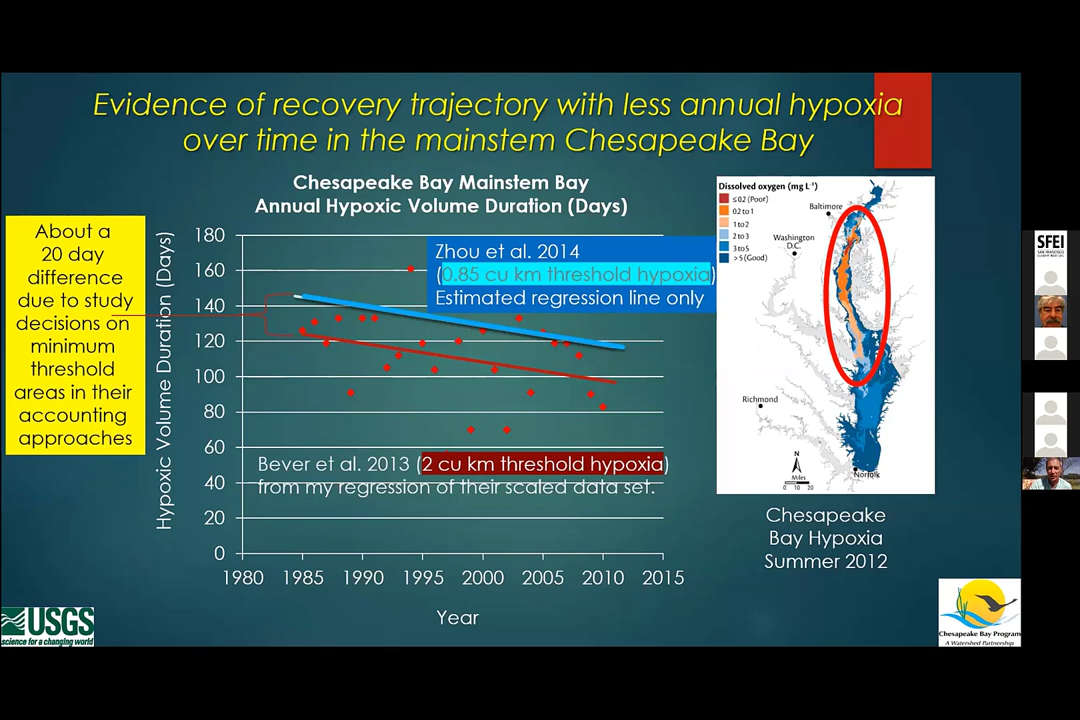 Evidence of recovery trajectory with less annual hypoxia
over time in the mainstem Chesapeake Bay
About a
20 day
difference
due to study
decisions on
minimum
threshold
areas in their
accounting
approaches
Chesapeake Bay Mainstem Bay
Annual Hypoxic Volume Duration (Days)
Hypoxic Volume Duration (Days)
180
160
140
120
100
80
60
40
20
0
1980 1985 1990 1995 2000 2005 2010 2015
Year
Zhou et al. 2014
(0.85 cu km threshold hypoxia)
Estimated regression line only
Bever et al. 2013 (2 cu km threshold hypoxia)
from my regression of their scaled data set.
Dissolved oxygen (mg L-1)
≤0.2 (Poor)
0.2 to 1
1 to 2
2 to 3
3 to 5
> 5 (Good)
Baltimore
Washington
D.C.
Richmond
Norfolk
N
Miles
0 10 20
Chesapeake
Bay Hypoxia
Summer 2012
USGS
science for a changing world
Chesapeake Bay Program
A Watershed Partnership
SFEI